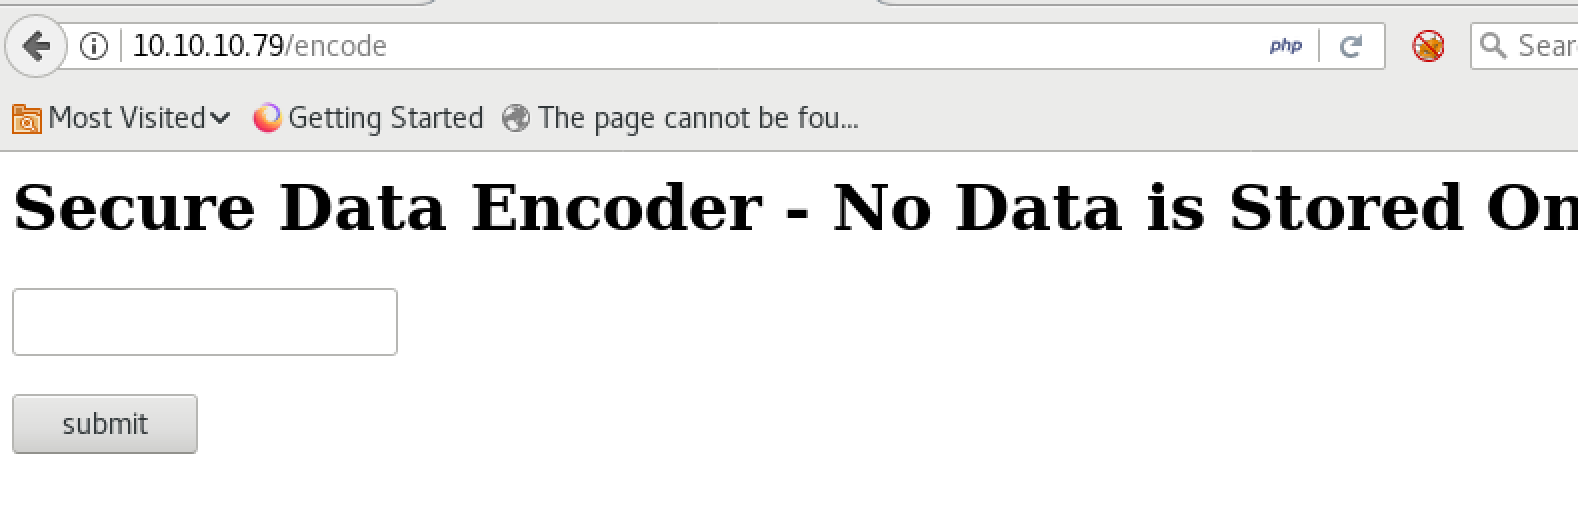 10.10.10.79/encode php Sear
Most Visited Getting Started The page cannot be fou...
Secure Data Encoder - No Data is Stored On
submit